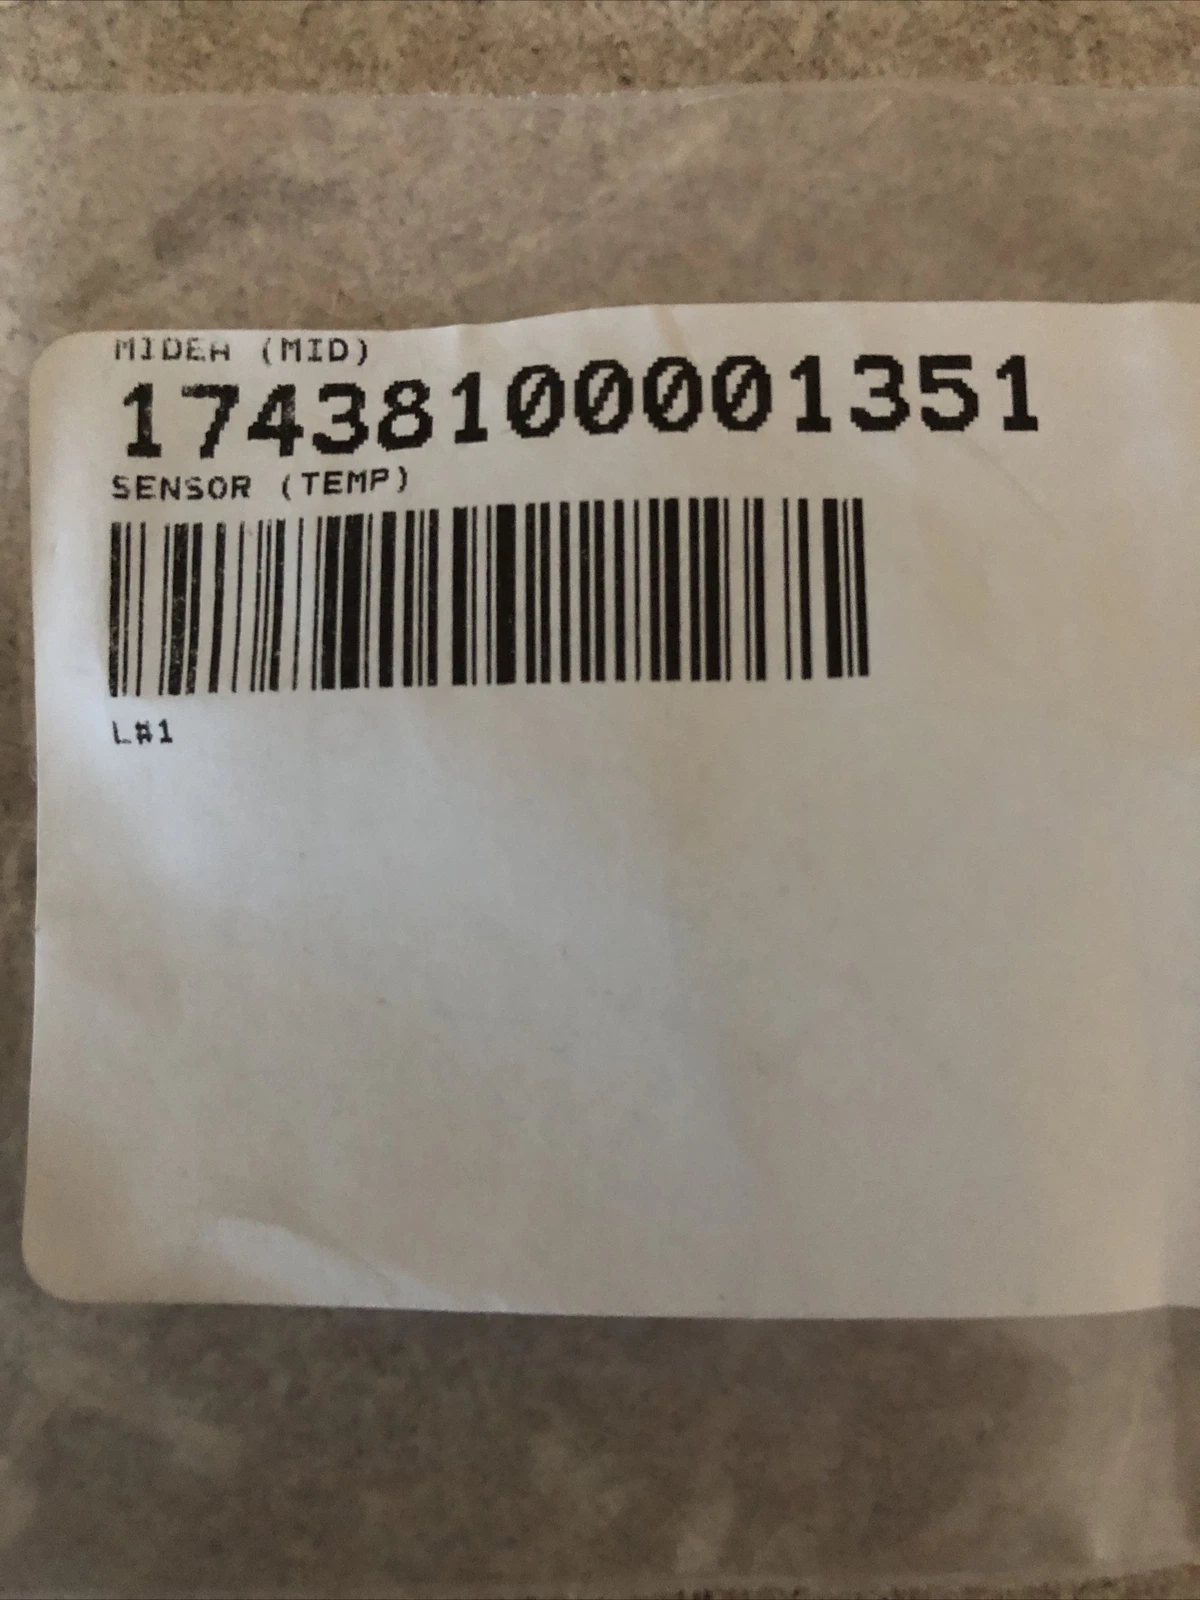 MIDEA (MID)
17438100001351
SENSOR (TEMP)
L#1